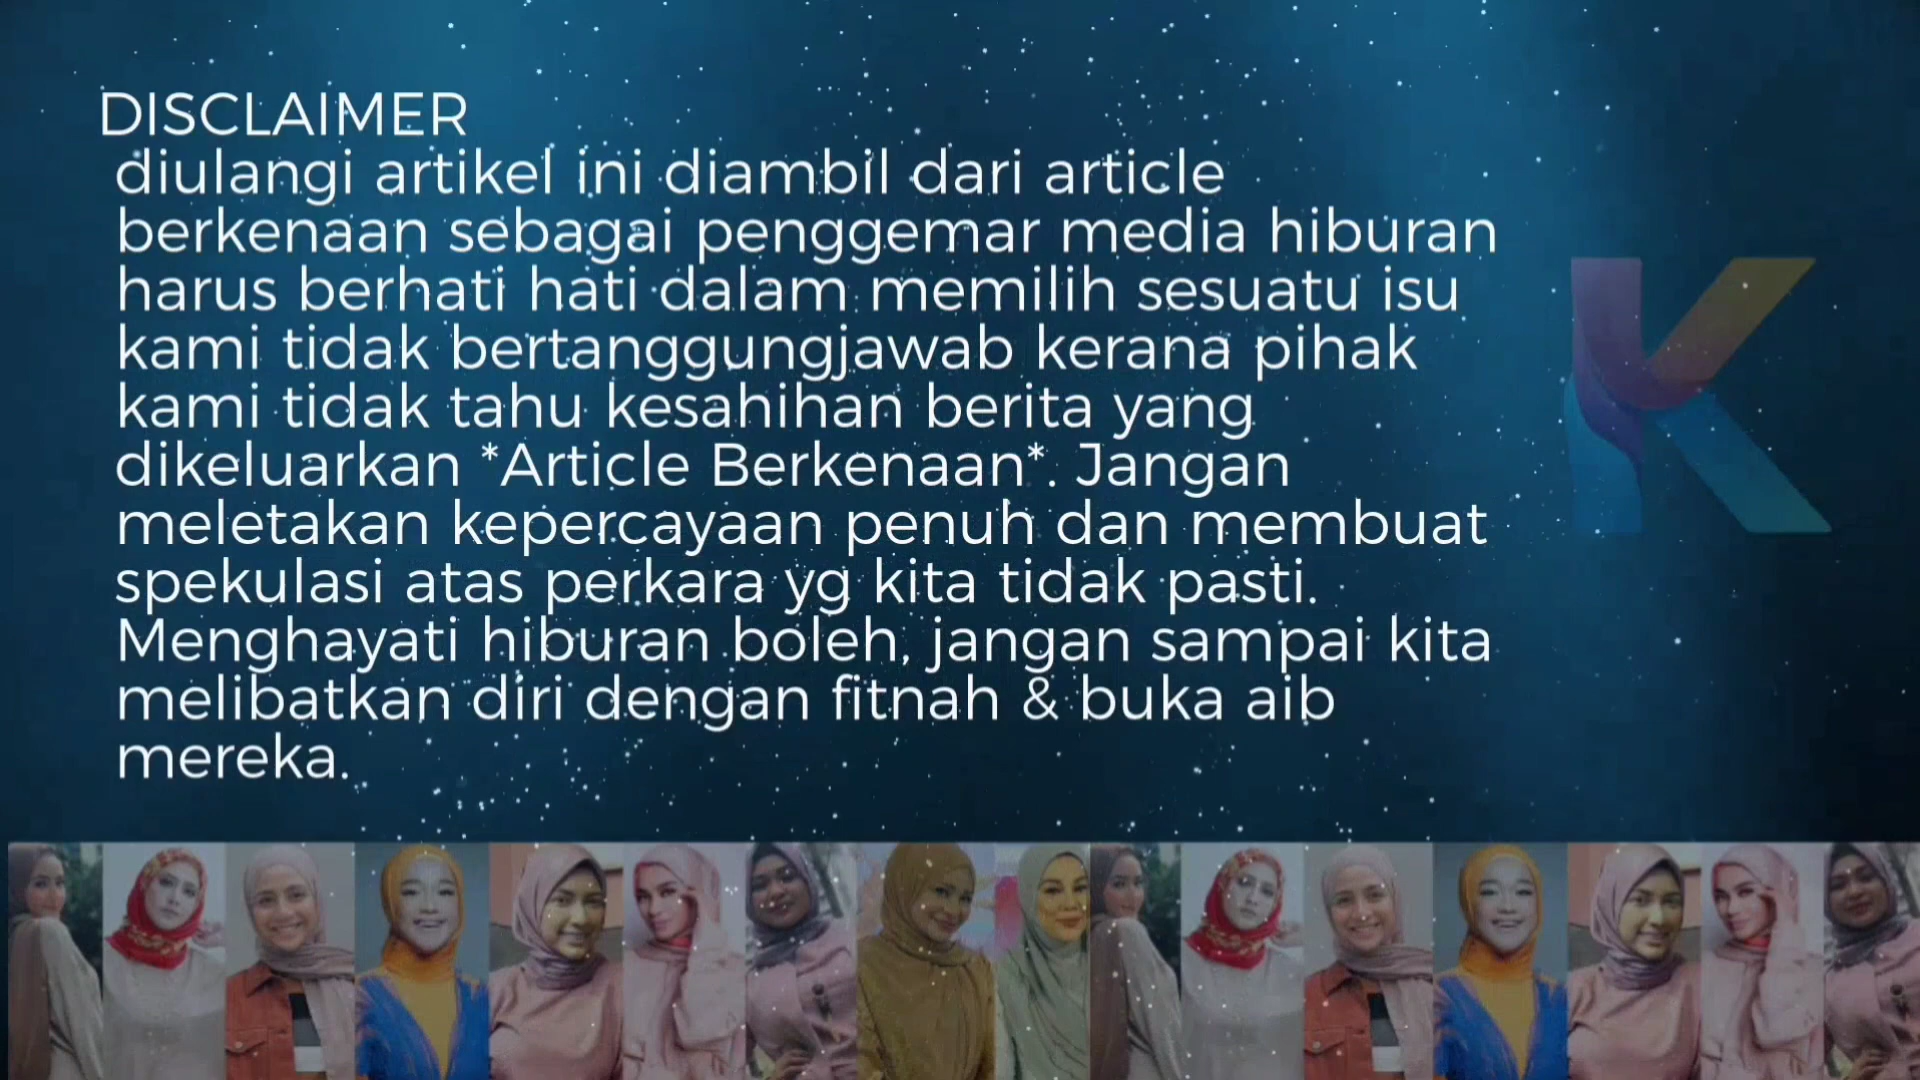 DISCLAIMER
diulangi artikel ini diambil dari article
berkenaan sebagai penggemar media hiburan
harus berhati hati dalam memilih sesuatu isu
kami tidak bertanggungjawab kerana pihak
kami tidak tahu kesahihan berita yang
dikeluarkan *Article Berkenaan*. Jangan
meletakan kepercayaan penuh dan membuat
spekulasi atas perkara yg kita tidak pasti.
Menghayati hiburan boleh, jangan sampai kita
melibatkan diri dengan fitnah & buka aib
mereka.
K